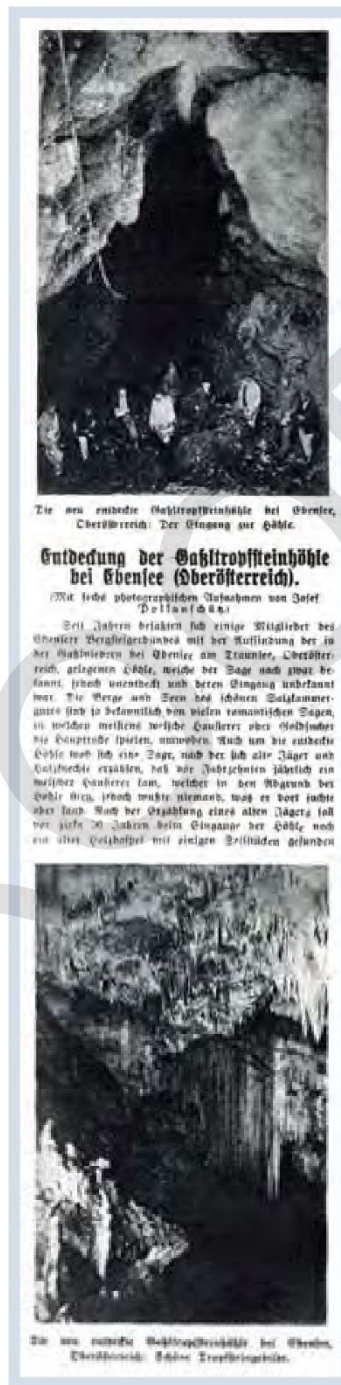 Die neu entdeckte Gaßltropfsteinhöhle bei Ebensee,
Oberösterreich: Der Eingang zur Höhle.
Entdeckung der Gaßltropfsteinhöhle
bei Ebensee (Oberösterreich).
(Mit sechs photographischen Aufnahmen von Josef
Seit Jahren befaßten sich einige Mitglieder des
Ebenseer Bergsteigerbundes mit der Auffindung der in
der Gaßlniedern bei Ebensee am Traunsee, Oberöster-
reich, gelegenen Höhle, welche der Sage nach zwar be-
kannt, jedoch unentdeckt und deren Eingang unbekannt
war. Die Berge und Seen des schönen Salzkammer-
gutes sind ja bekanntlich von vielen romantischen Sagen,
in welchen meistens welsche Hausierer oder Goldsucher
die Hauptrolle spielen, umwoben. Auch um die entdeckte
Höhle wob sich eine Sage, nach der sich alte Jäger und
Holzknechte erzählen, daß vor Jahrzehnten jährlich ein
welscher Hausierer kam, welcher in den Abgrund der
Höhle stieg, jedoch wußte niemand, was er dort suchte
oder fand. Nach der Erzählung eines alten Jägers soll
vor zirka 50 Jahren beim Eingange der Höhle noch
ein alter Holzhaspel mit einigen Seilstücken gefunden
Die neu entdeckte Gaßltropfsteinhöhle bei Ebensee,
Oberösterreich: Schöne Tropfsteingebilde.